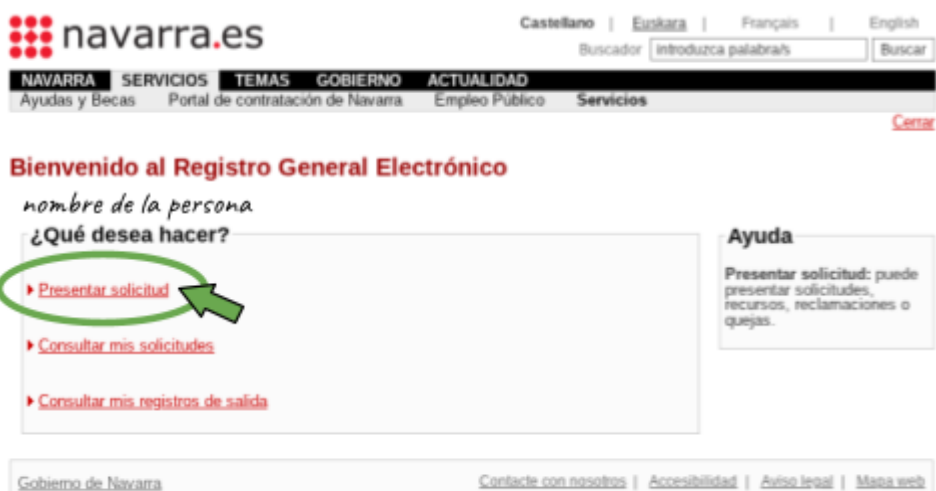 navarra.es
Castellano | Euskara | Français | English
Buscador introduzca palabra/s Buscar
NAVARRA SERVICIOS TEMAS GOBIERNO ACTUALIDAD
Ayudas y Becas Portal de contratación de Navarra Empleo Público Servicios
Cerrar
Bienvenido al Registro General Electrónico
nombre de la persona
¿Qué desea hacer?
Presentar solicitud
Consultar mis solicitudes
Consultar mis registros de salida
Ayuda
Presentar solicitud: puede
presentar solicitudes,
recursos, reclamaciones o
quejas.
Gobierno de Navarra
Contacte con nosotros | Accesibilidad | Aviso legal | Mapa web